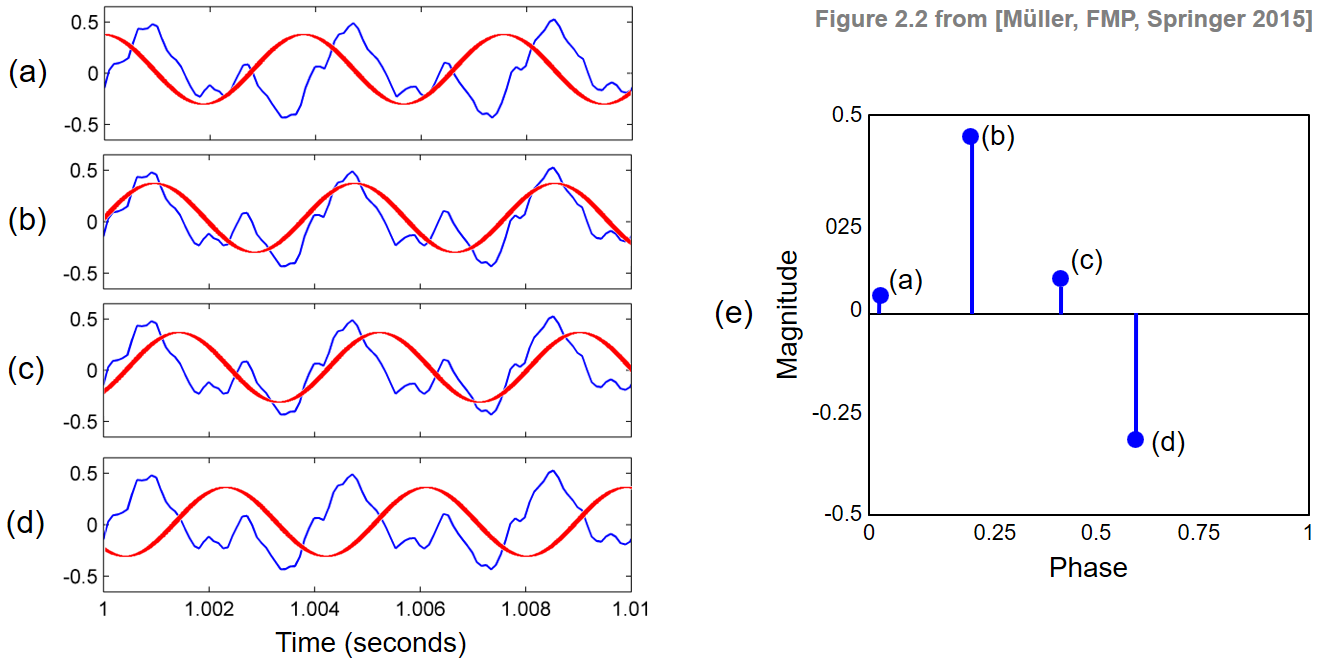 Figure 2.2 from [Müller, FMP, Springer 2015]
(a)
0.5
0
-0.5
(b)
0.5
0
-0.5
(c)
0.5
0
-0.5
(d)
0.5
0
-0.5
1 1.002 1.004 1.006 1.008 1.01
Time (seconds)
(e)
Magnitude
0.5
025
0
-0.25
-0.5
(a)
(b)
(c)
(d)
0 0.25 0.5 0.75 1
Phase